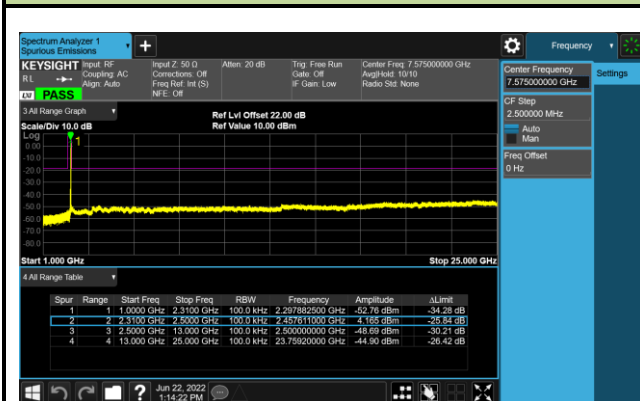 Spectrum Analyzer 1
Spurious Emissions
+
Frequency
KEYSIGHT
RL
Input: RF
Coupling: AC
Align: Auto
Input Z: 50 Ω
Corrections: Off
Freq Ref: Int (S)
NFE: Off
Atten: 20 dB
Trig: Free Run
Gate: Off
IF Gain: Low
Center Freq: 7.575000000 GHz
Avg|Hold: 10/10
Radio Std: None
LXI PASS
Center Frequency
7.575000000 GHz
Settings
CF Step
2.500000 MHz
Auto
Man
Freq Offset
0 Hz
3 All Range Graph
Scale/Div 10.0 dB
Ref Lvl Offset 22.00 dB
Ref Value 10.00 dBm
Log
1
0.00
-10.0
-20.0
-30.0
-40.0
-50.0
-60.0
-70.0
-80.0
Start 1.000 GHz
Stop 25.000 GHz
4 All Range Table
Spur Range Start Freq Stop Freq RBW Frequency Amplitude ΔLimit
1 1 1.0000 GHz 2.3100 GHz 100.0 kHz 2.297882500 GHz -52.76 dBm -34.28 dB
2 2 2.3100 GHz 2.5000 GHz 100.0 kHz 2.457611000 GHz 4.165 dBm -25.84 dB
3 3 2.5000 GHz 13.000 GHz 100.0 kHz 2.500000000 GHz -48.69 dBm -30.21 dB
4 4 13.000 GHz 25.000 GHz 100.0 kHz 23.75920000 GHz -44.90 dBm -26.42 dB
?
Jun 22, 2022
1:14:22 PM